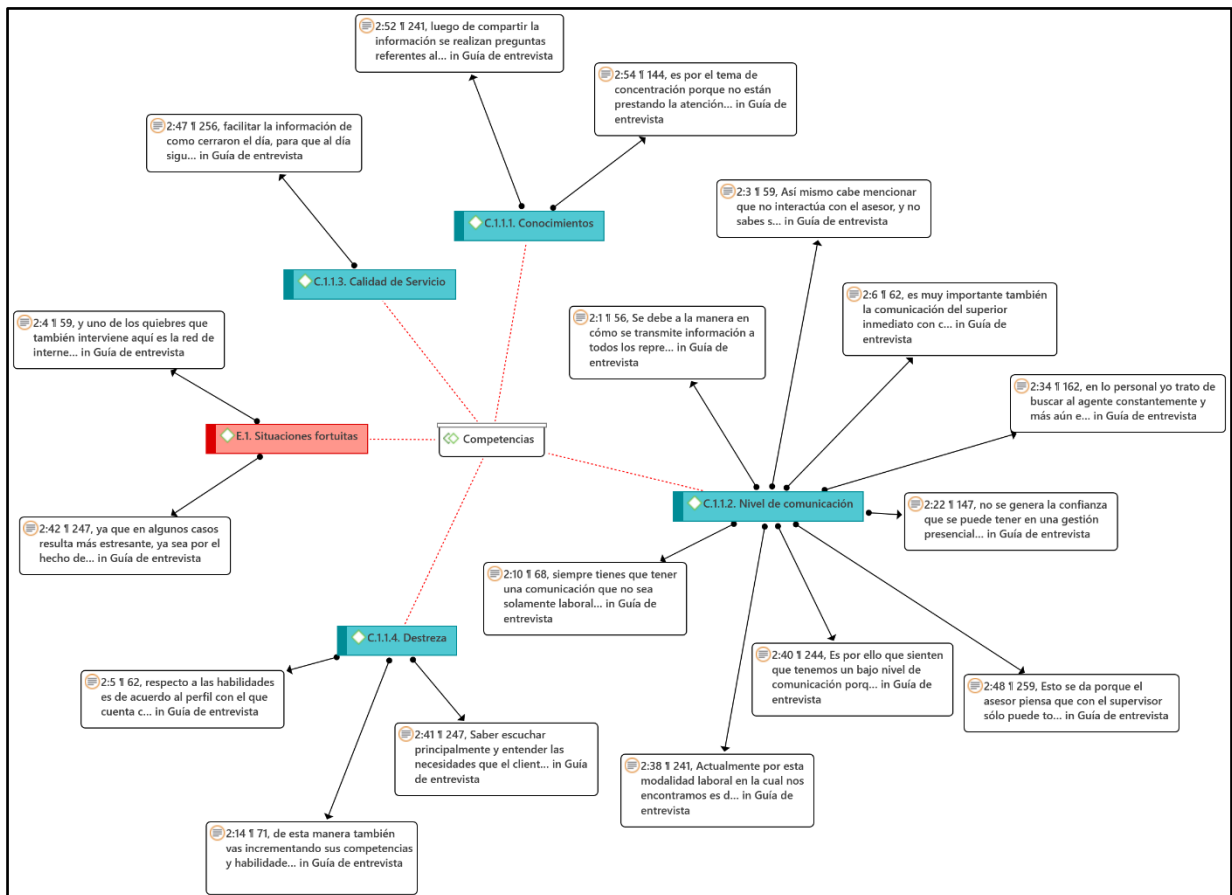 2:52 ¶ 241, luego de compartir la
información se realizan preguntas
referentes al... in Guía de entrevista
2:54 ¶ 144, es por el tema de
concentración porque no están
prestando la atención... in Guía de
entrevista
2:47 ¶ 256, facilitar la información de
como cerraron el día, para que al día
sigu... in Guía de entrevista
2:3 ¶ 59, Así mismo cabe mencionar
que no interactúa con el asesor, y no
sabes s... in Guía de entrevista
C.1.1.1. Conocimientos
C.1.1.3. Calidad de Servicio
2:6 ¶ 62, es muy importante también
la comunicación del superior
inmediato con c... in Guía de
entrevista
2:1 ¶ 56, Se debe a la manera en
cómo se transmite información a
todos los repre... in Guía de
entrevista
2:4 ¶ 59, y uno de los quiebres que
también interviene aquí es la red de
interne... in Guía de entrevista
2:34 ¶ 162, en lo personal yo trato de
buscar al agente constantemente y
más aún e... in Guía de entrevista
E.1. Situaciones fortuitas
Competencias
C.1.1.2. Nivel de comunicación
2:22 ¶ 147, no se genera la confianza
que se puede tener en una gestión
presencial... in Guía de entrevista
2:42 ¶ 247, ya que en algunos casos
resulta más estresante, ya sea por el
hecho de... in Guía de entrevista
2:10 ¶ 68, siempre tienes que tener
una comunicación que no sea
solamente laboral... in Guía de
entrevista
C.1.1.4. Destreza
2:40 ¶ 244, Es por ello que sienten
que tenemos un bajo nivel de
comunicación porq... in Guía de
entrevista
2:5 ¶ 62, respecto a las habilidades
es de acuerdo al perfil con el que
cuenta c... in Guía de entrevista
2:48 ¶ 259, Esto se da porque el
asesor piensa que con el supervisor
sólo puede to... in Guía de
entrevista
2:41 ¶ 247, Saber escuchar
principalmente y entender las
necesidades que el client... in Guía
de entrevista
2:38 ¶ 241, Actualmente por esta
modalidad laboral en la cual nos
encontramos es d... in Guía de
entrevista
2:14 ¶ 71, de esta manera también
vas incrementando sus competencias
y habilidade... in Guía de entrevista